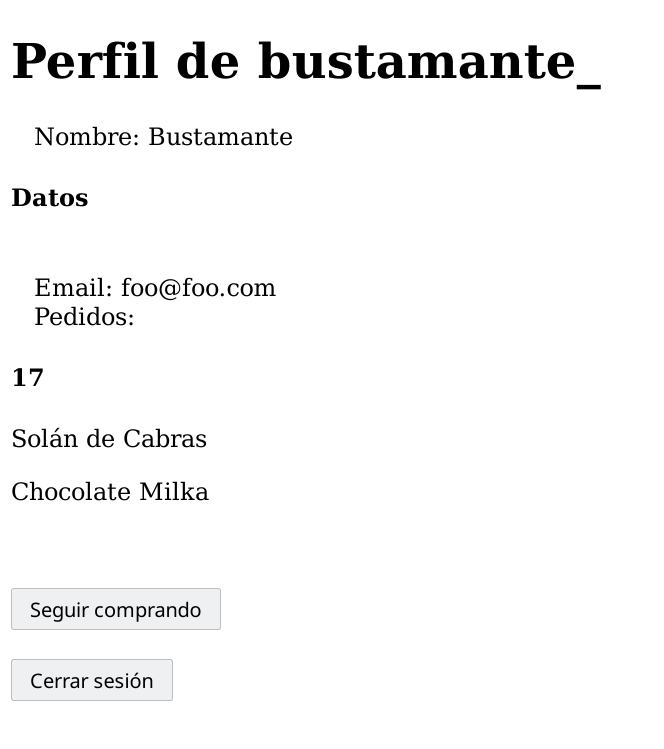 Perfil de bustamante_
Nombre: Bustamante
Datos
Email: foo@foo.com
Pedidos:
17
Solán de Cabras
Chocolate Milka
Seguir comprando
Cerrar sesión